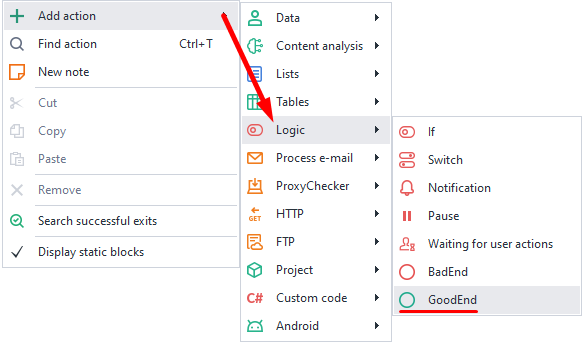 Add action
Find action Ctrl+T
New note
Cut
Copy
Paste
Remove
Search successful exits
Display static blocks
Data
Content analysis
Lists
Tables
Logic
Process e-mail
ProxyChecker
GET
HTTP
FTP
Project
C# Custom code
Android
If
Switch
Notification
Pause
Waiting for user actions
BadEnd
GoodEnd